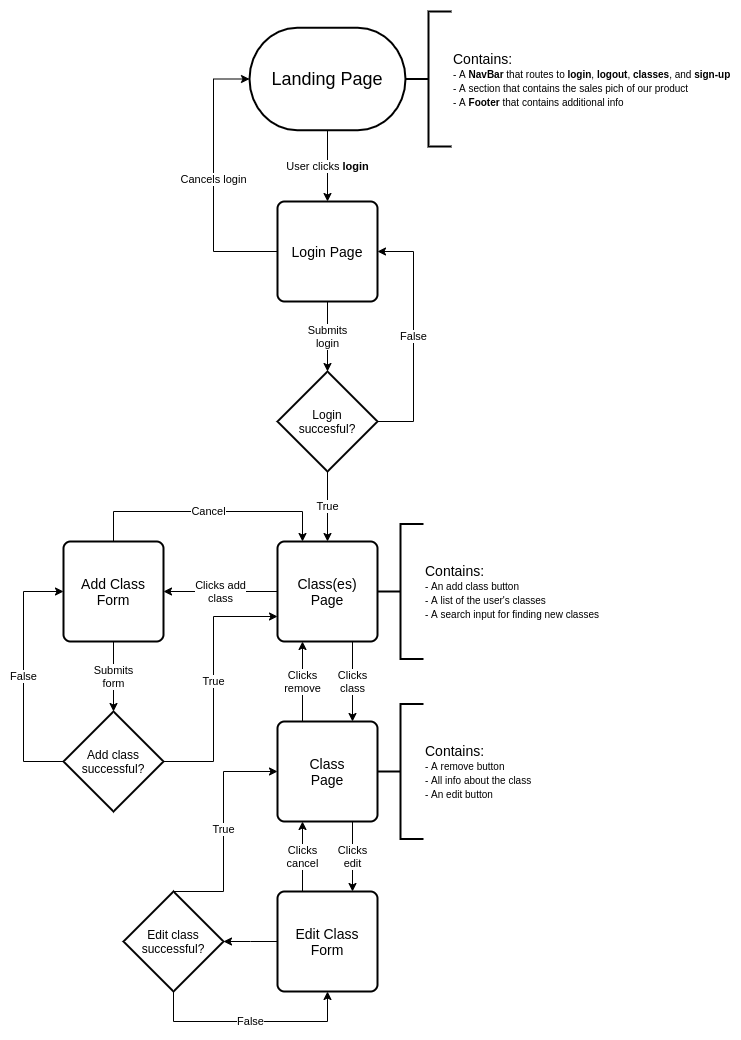 Landing Page
Contains:
- A NavBar that routes to login, logout, classes, and sign-up
- A section that contains the sales pich of our product
- A Footer that contains additional info
User clicks login
Cancels login
Login Page
Submits
login
False
Login
succesful?
True
Cancel
Add Class
Form
Clicks add
class
Class(es)
Page
Contains:
- An add class button
- A list of the user's classes
- A search input for finding new classes
False
Submits
form
True
Clicks
remove
Clicks
class
Add class
successful?
Class
Page
Contains:
- A remove button
- All info about the class
- An edit button
True
Clicks
cancel
Clicks
edit
Edit class
successful?
Edit Class
Form
False